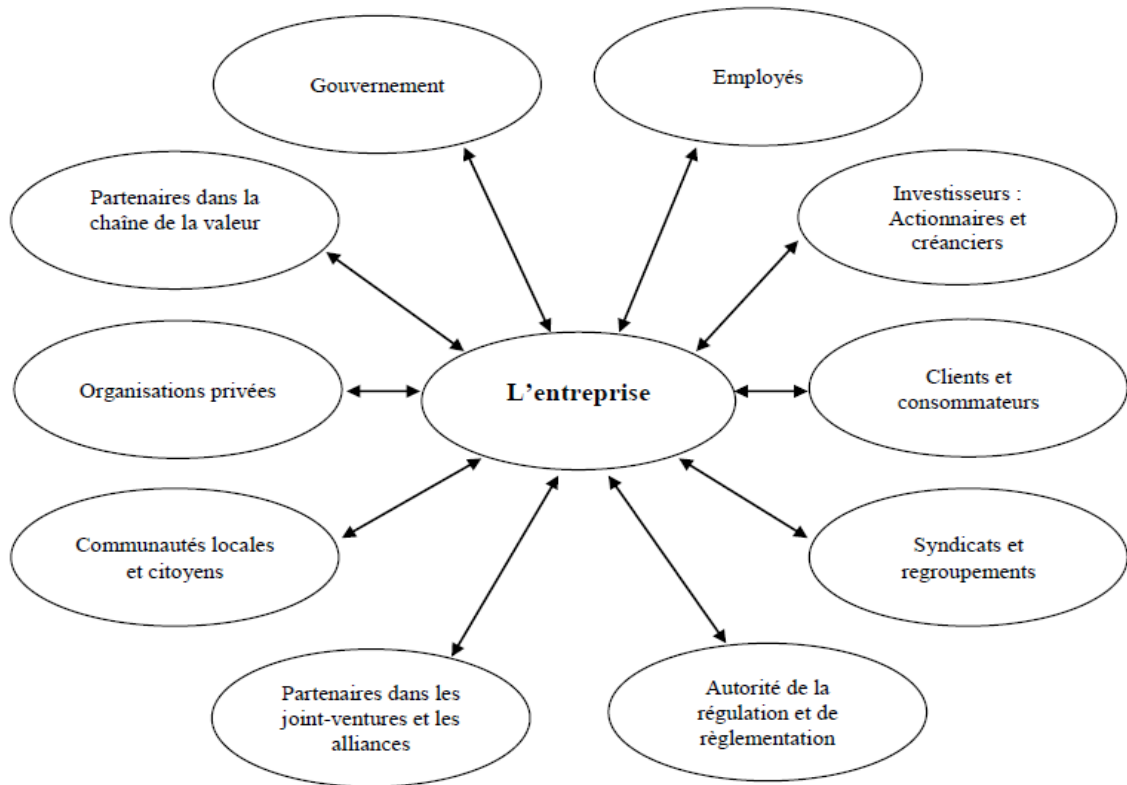 Gouvernement
Employés
Partenaires dans la
chaîne de la valeur
Investisseurs :
Actionnaires et
créanciers
Organisations privées
L'entreprise
Clients et
consommateurs
Communautés locales
et citoyens
Syndicats et
regroupements
Partenaires dans les
joint-ventures et les
alliances
Autorité de la
régulation et de
règlementation